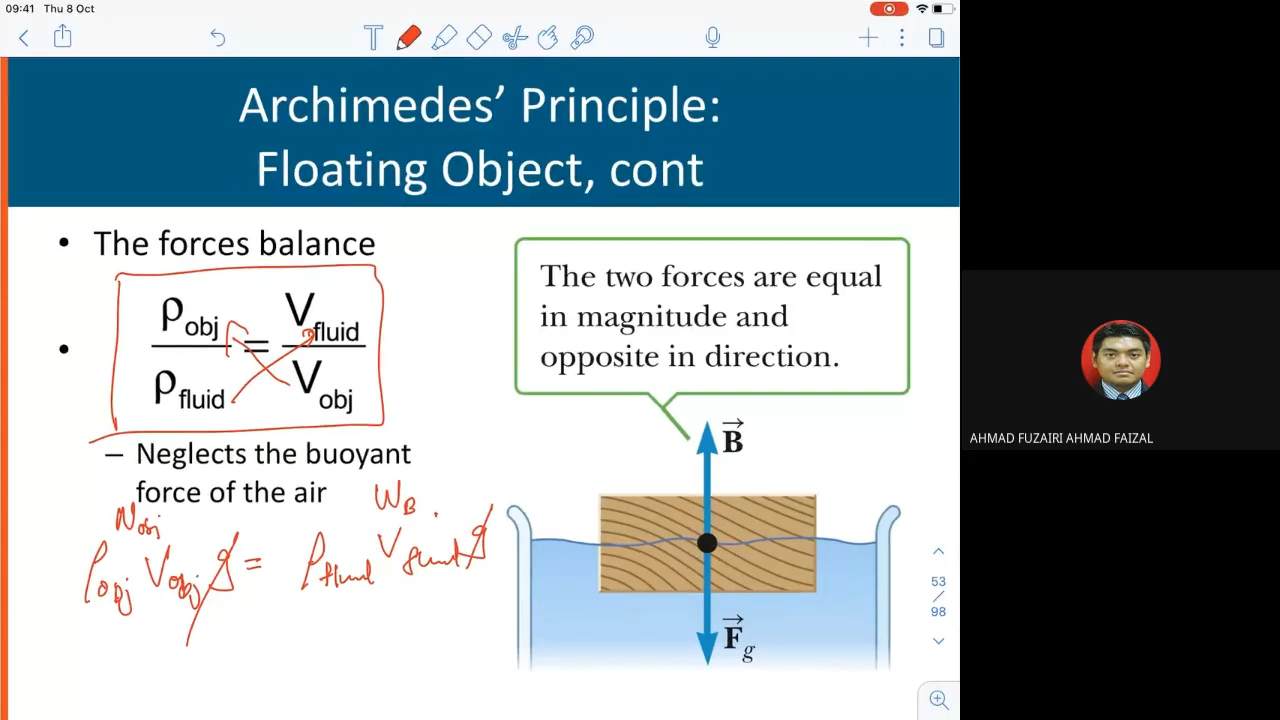 09:41 Thu 8 Oct
T
Archimedes’ Principle:
Floating Object, cont
• The forces balance
• ρobj / ρfluid = Vfluid / Vobj
– Neglects the buoyant
force of the air
Wobj WB
ρobj Vobj g = ρfluid Vfluid g
The two forces are equal
in magnitude and
opposite in direction.
B
Fg
53
/
98
AHMAD FUZAIRI AHMAD FAIZAL